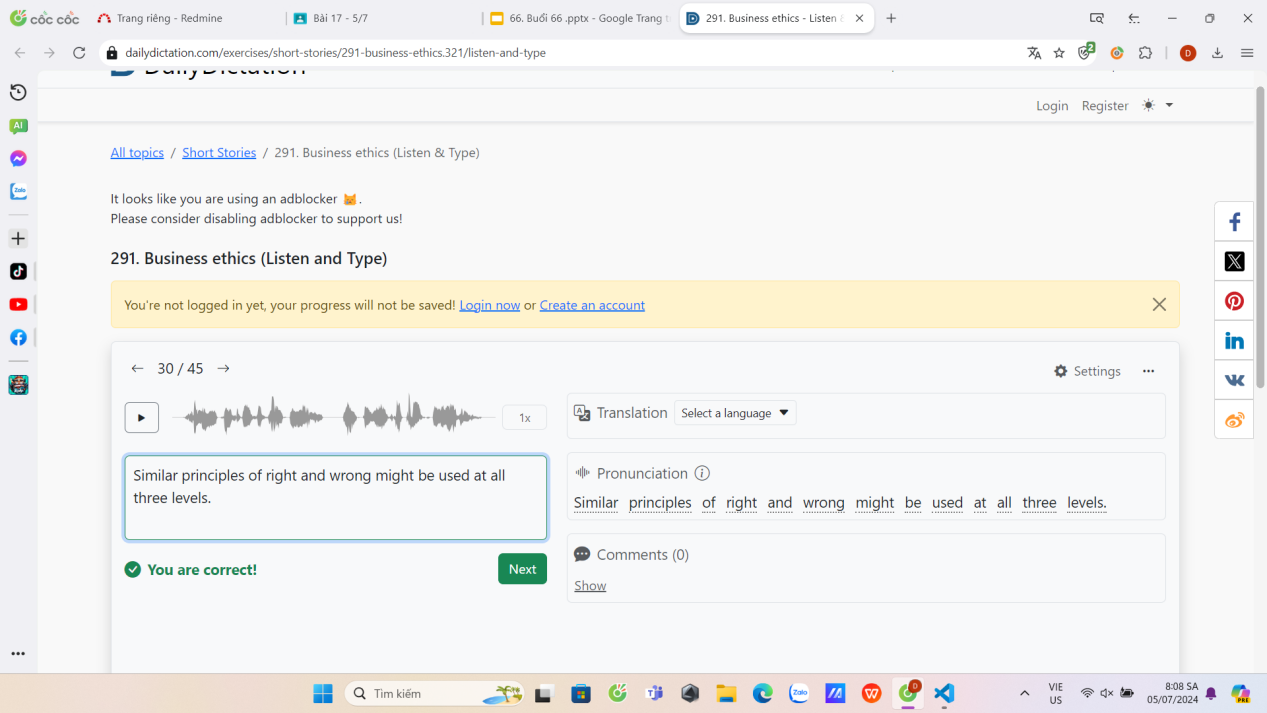 cốc cốc
Trang riêng - Redmine
Bài 17 - 5/7
66. Buổi 66 .pptx - Google Trang t
291. Business ethics - Listen &
dailydictation.com/exercises/short-stories/291-business-ethics.321/listen-and-type
2
D
DailyDictation
AI
Login Register
All topics / Short Stories / 291. Business ethics (Listen & Type)
Zalo
It looks like you are using an adblocker .
Please consider disabling adblocker to support us!
291. Business ethics (Listen and Type)
You're not logged in yet, your progress will not be saved! Login now or Create an account
30 / 45
Settings
1x
Translation Select a language
Similar principles of right and wrong might be used at all
three levels.
Pronunciation
Similar principles of right and wrong might be used at all three levels.
You are correct!
Next
Comments (0)
Show
Tìm kiếm
Zalo
D
VIE
US
8:08 SA
05/07/2024
PRE